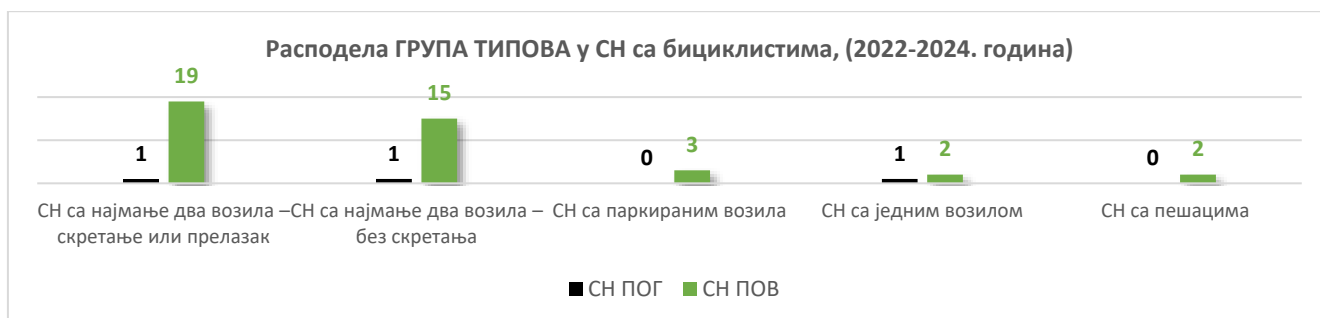 Расподела ГРУПА ТИПОВА у СН са бициклистима, (2022-2024. година)
19
15
1
1
0
3
1
2
0
2
СН са најмање два возила –
скретање или прелазак
СН са најмање два возила –
без скретања
СН са паркираним возила
СН са једним возилом
СН са пешацима
СН ПОГ
СН ПОВ